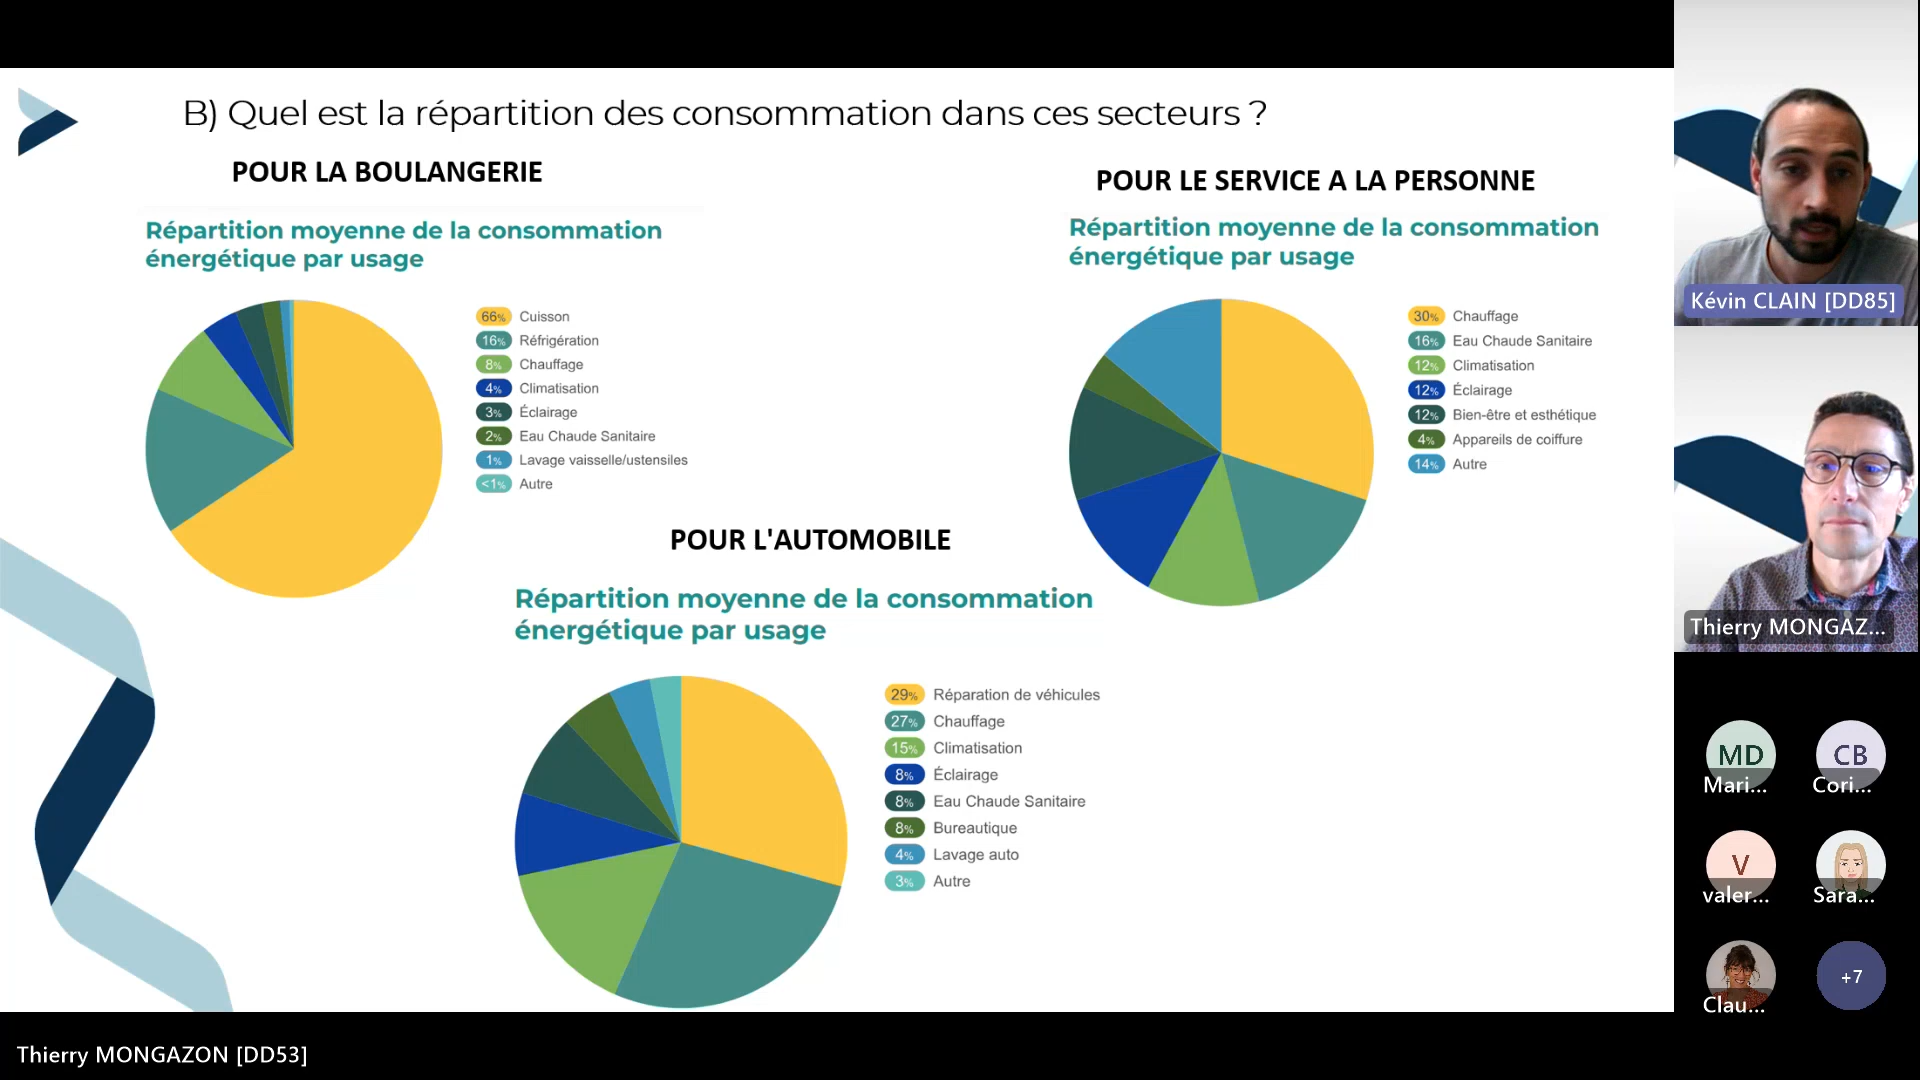 B) Quel est la répartition des consommation dans ces secteurs ?
POUR LA BOULANGERIE
Répartition moyenne de la consommation
énergétique par usage
66% Cuisson
16% Réfrigération
8% Chauffage
4% Climatisation
3% Éclairage
2% Eau Chaude Sanitaire
1% Lavage vaisselle/ustensiles
<1% Autre
POUR LE SERVICE A LA PERSONNE
Répartition moyenne de la consommation
énergétique par usage
30% Chauffage
16% Eau Chaude Sanitaire
12% Climatisation
12% Éclairage
12% Bien-être et esthétique
4% Appareils de coiffure
14% Autre
POUR L'AUTOMOBILE
Répartition moyenne de la consommation
énergétique par usage
29% Réparation de véhicules
27% Chauffage
15% Climatisation
8% Éclairage
8% Eau Chaude Sanitaire
8% Bureautique
4% Lavage auto
3% Autre
Kévin CLAIN [DD85]
Thierry MONGAZ...
MD
Mari...
CB
Cori...
V
valer...
Sara...
Clau...
+7
Thierry MONGAZON [DD53]